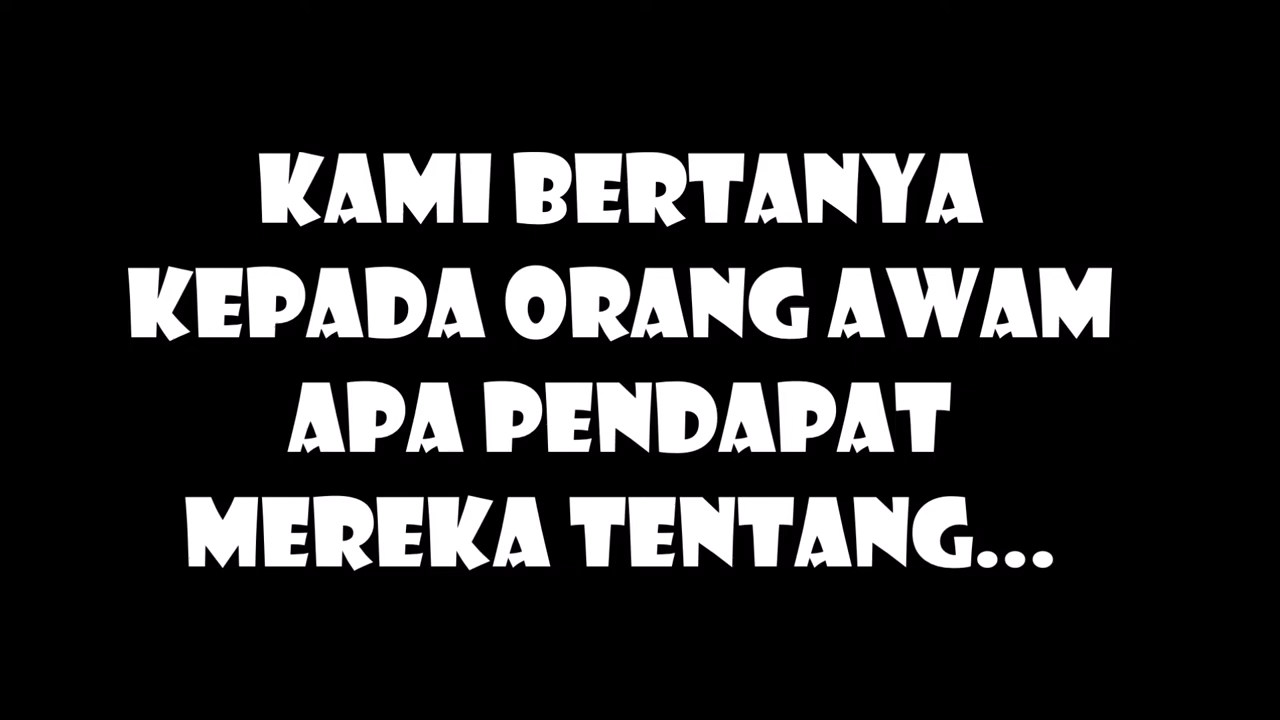 KAMI BERTANYA
KEPADA ORANG AWAM
APA PENDAPAT
MEREKA TENTANG...